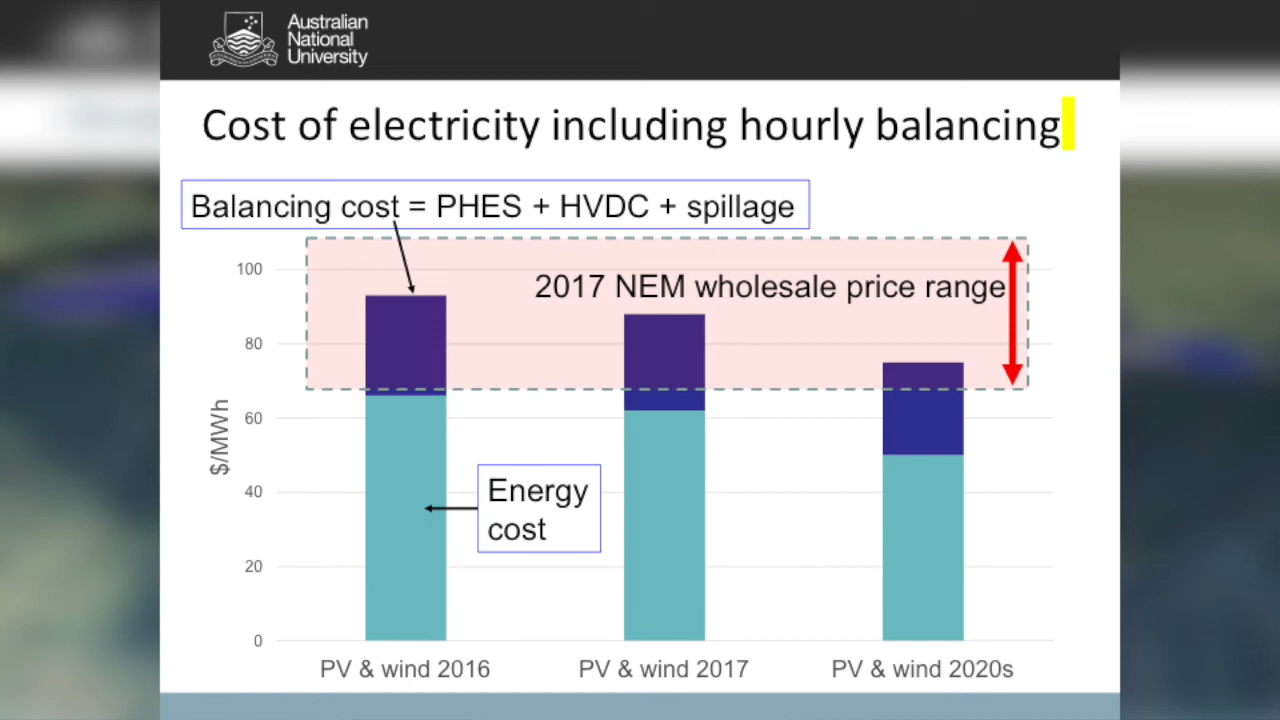 Australian
National
University
Cost of electricity including hourly balancing
Balancing cost = PHES + HVDC + spillage
2017 NEM wholesale price range
100
80
60
40
20
0
$/MWh
Energy
cost
PV & wind 2016
PV & wind 2017
PV & wind 2020s